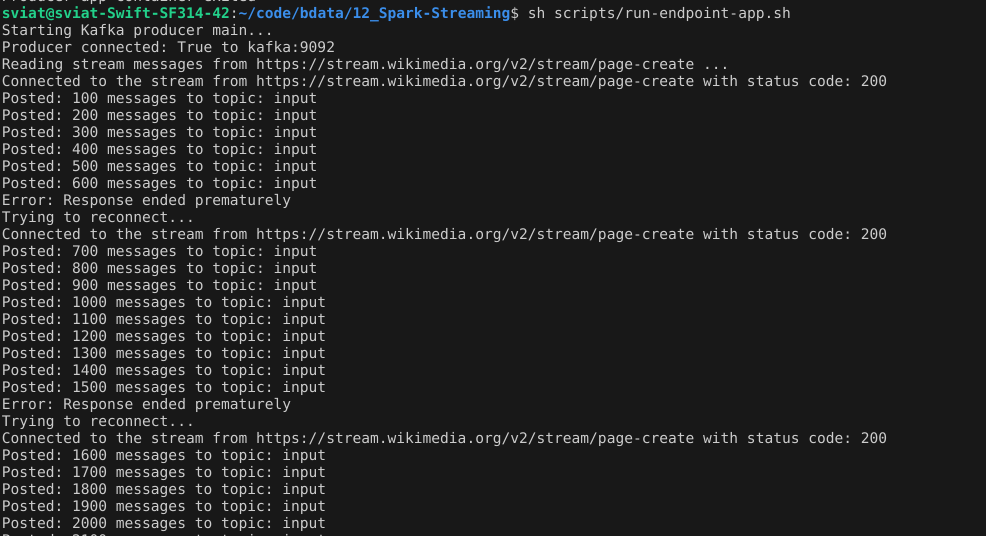 sviat@sviat-Swift-SF314-42:~/code/bdata/12_Spark-Streaming$ sh scripts/run-endpoint-app.sh
Starting Kafka producer main...
Producer connected: True to kafka:9092
Reading stream messages from https://stream.wikimedia.org/v2/stream/page-create ...
Connected to the stream from https://stream.wikimedia.org/v2/stream/page-create with status code: 200
Posted: 100 messages to topic: input
Posted: 200 messages to topic: input
Posted: 300 messages to topic: input
Posted: 400 messages to topic: input
Posted: 500 messages to topic: input
Posted: 600 messages to topic: input
Error: Response ended prematurely
Trying to reconnect...
Connected to the stream from https://stream.wikimedia.org/v2/stream/page-create with status code: 200
Posted: 700 messages to topic: input
Posted: 800 messages to topic: input
Posted: 900 messages to topic: input
Posted: 1000 messages to topic: input
Posted: 1100 messages to topic: input
Posted: 1200 messages to topic: input
Posted: 1300 messages to topic: input
Posted: 1400 messages to topic: input
Posted: 1500 messages to topic: input
Error: Response ended prematurely
Trying to reconnect...
Connected to the stream from https://stream.wikimedia.org/v2/stream/page-create with status code: 200
Posted: 1600 messages to topic: input
Posted: 1700 messages to topic: input
Posted: 1800 messages to topic: input
Posted: 1900 messages to topic: input
Posted: 2000 messages to topic: input